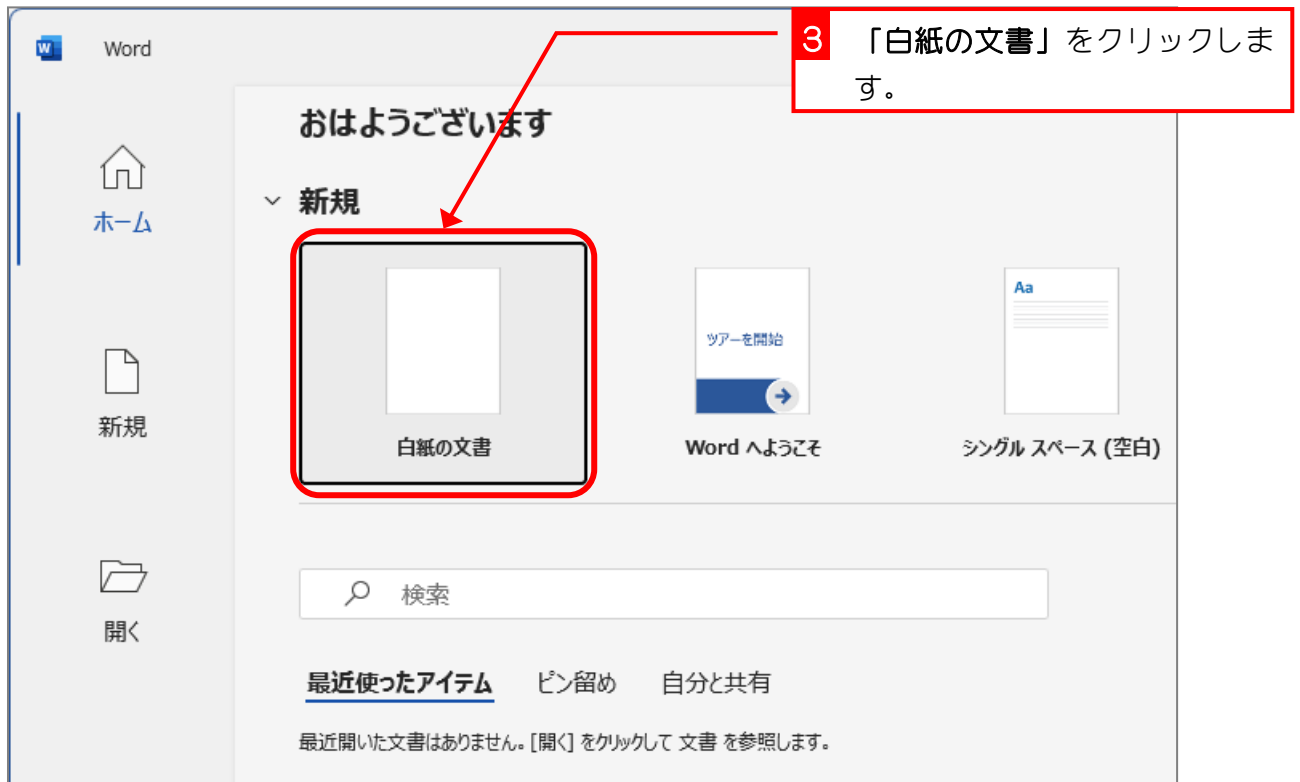 Word
3 「白紙の文書」をクリックしま
す。
おはようございます
ホーム
新規
白紙の文書
ツアーを開始
Word へようこそ
Aa
シングル スペース (空白)
新規
開く
検索
最近使ったアイテム ピン留め 自分と共有
最近開いた文書はありません。[開く] をクリックして 文書 を参照します。